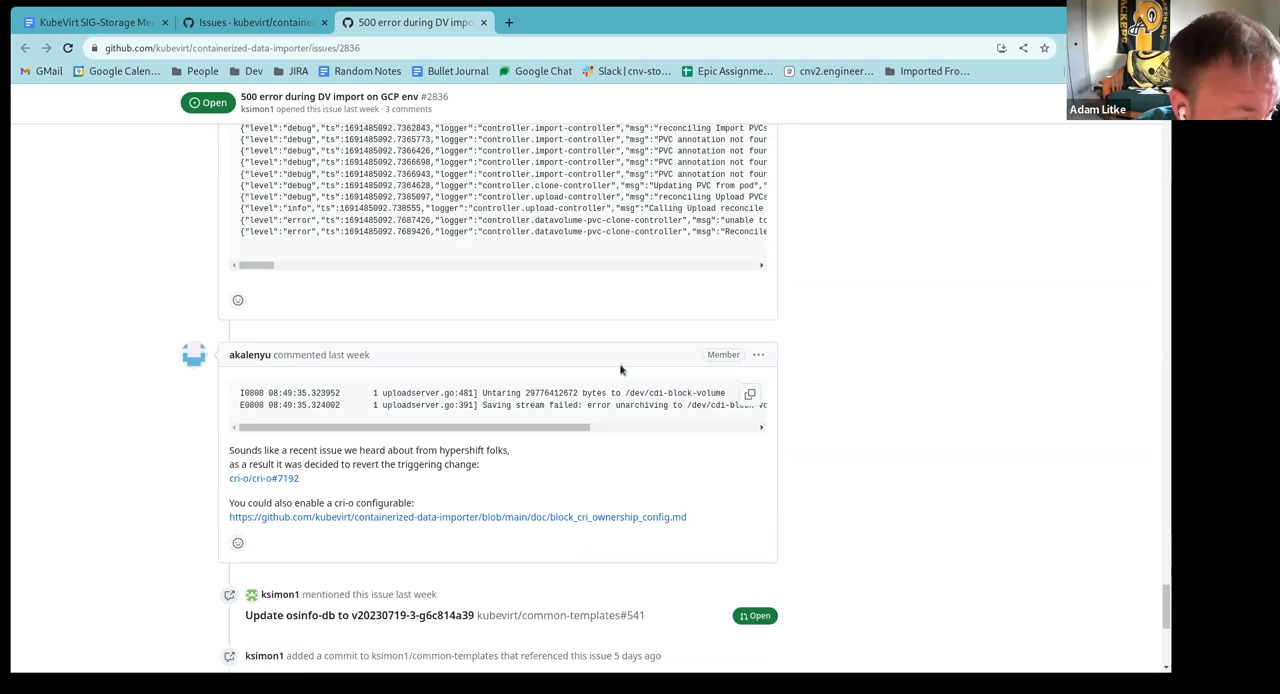 KubeVirt SIG-Storage Me
Issues · kubevirt/containe
500 error during DV impo
github.com/kubevirt/containerized-data-importer/issues/2836
GMail
Google Calen...
People
Dev
JIRA
Random Notes
Bullet Journal
Google Chat
Slack | cnv-sto...
Epic Assignme...
cnv2.engineer...
Imported Fro...
Adam Litke
Open
500 error during DV import on GCP env #2836
ksimon1 opened this issue last week · 3 comments
{"level":"debug","ts":1691485092.7362843,"logger":"controller.import-controller","msg":"reconciling Import PVCs
{"level":"debug","ts":1691485092.7365773,"logger":"controller.import-controller","msg":"PVC annotation not foun
{"level":"debug","ts":1691485092.7366426,"logger":"controller.import-controller","msg":"PVC annotation not foun
{"level":"debug","ts":1691485092.7366698,"logger":"controller.import-controller","msg":"PVC annotation not foun
{"level":"debug","ts":1691485092.7366943,"logger":"controller.import-controller","msg":"PVC annotation not foun
{"level":"debug","ts":1691485092.7364628,"logger":"controller.clone-controller","msg":"Updating PVC from pod","
{"level":"debug","ts":1691485092.7385097,"logger":"controller.upload-controller","msg":"reconciling Upload PVCs
{"level":"info","ts":1691485092.738555,"logger":"controller.upload-controller","msg":"Calling Upload reconcile
{"level":"error","ts":1691485092.7687426,"logger":"controller.datavolume-pvc-clone-controller","msg":"unable to
{"level":"error","ts":1691485092.7689426,"logger":"controller.datavolume-pvc-clone-controller","msg":"Reconcile
akalenyu commented last week
Member
I0808 08:49:35.323952 1 uploadserver.go:481] Untaring 29776412672 bytes to /dev/cdi-block-volume
E0808 08:49:35.324002 1 uploadserver.go:391] Saving stream failed: error unarchiving to /dev/cdi-block-vo
Sounds like a recent issue we heard about from hypershift folks,
as a result it was decided to revert the triggering change:
cri-o/cri-o#7192
You could also enable a cri-o configurable:
https://github.com/kubevirt/containerized-data-importer/blob/main/doc/block_cri_ownership_config.md
ksimon1 mentioned this issue last week
Update osinfo-db to v20230719-3-g6c814a39 kubevirt/common-templates#541
Open
ksimon1 added a commit to ksimon1/common-templates that referenced this issue 5 days ago